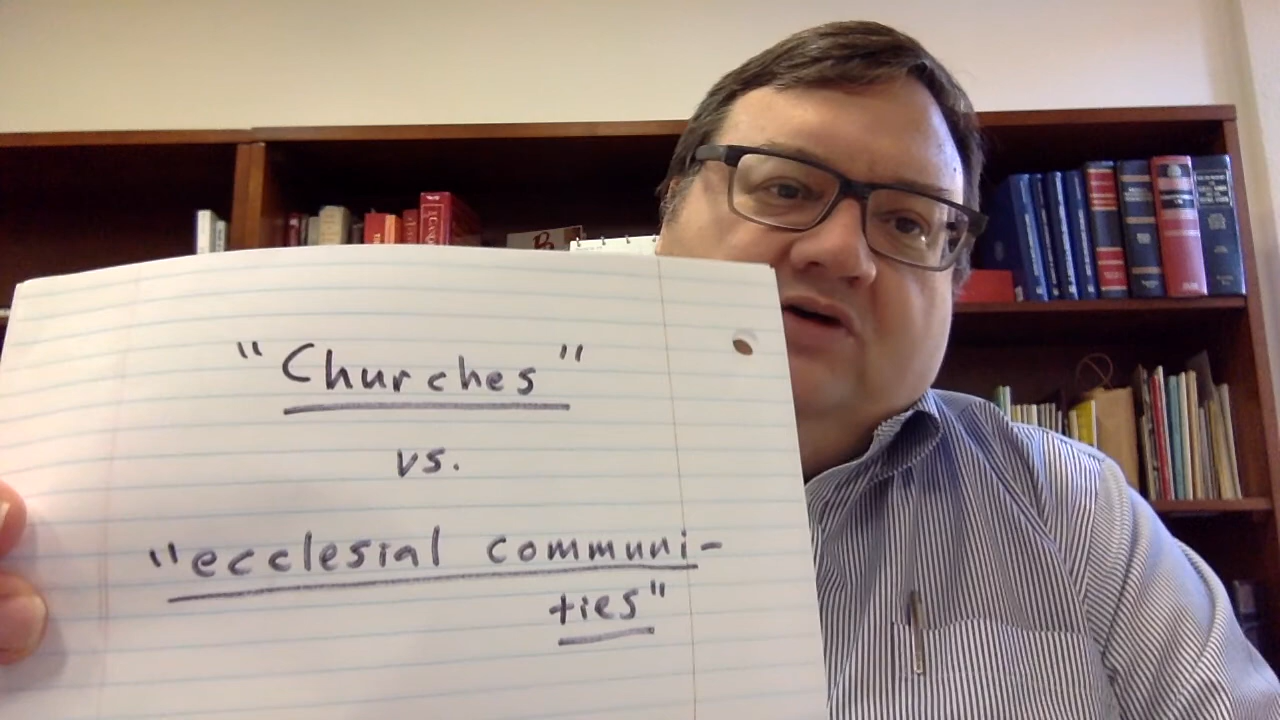 "Churches"
vs.
"ecclesial communi-
ties"